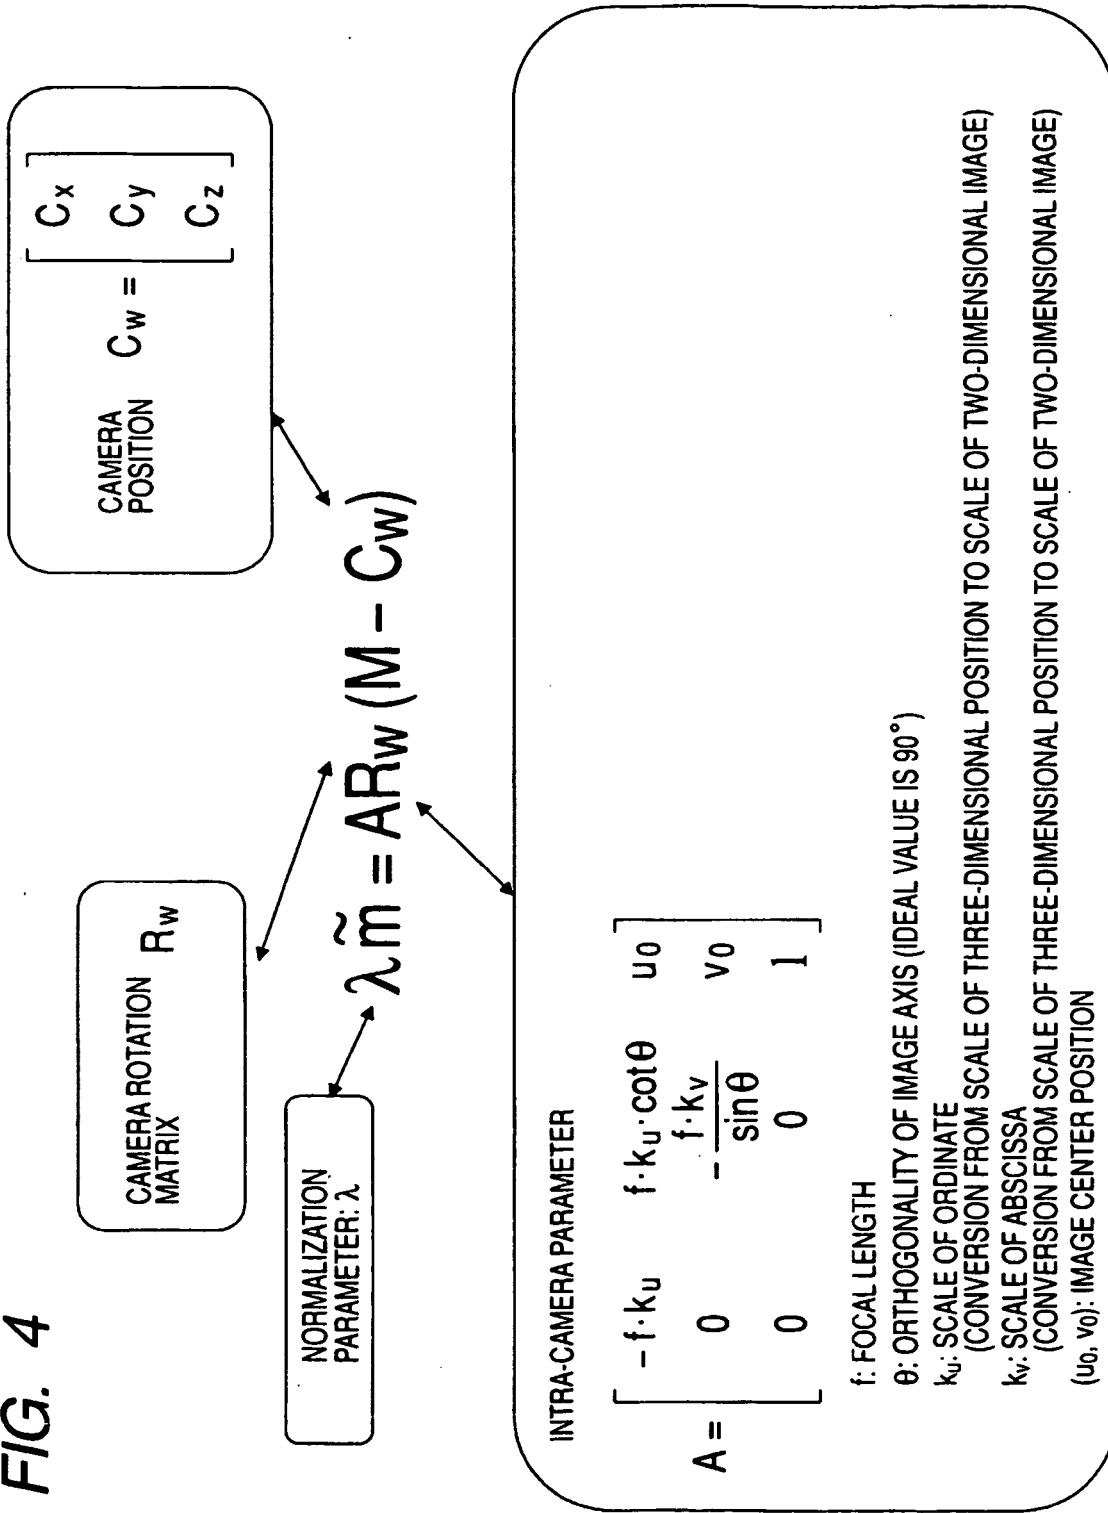 FIG. 4
CAMERA ROTATION
MATRIX
Rw
CAMERA
POSITION
Cw = [ Cx
Cy
Cz ]
NORMALIZATION
PARAMETER: λ
λm̃ = ARw (M − Cw)
INTRA-CAMERA PARAMETER
A = [ − f·ku f·ku·cotθ u0
0 − f·kv / sinθ v0
0 0 1 ]
f: FOCAL LENGTH
θ: ORTHOGONALITY OF IMAGE AXIS (IDEAL VALUE IS 90°)
ku: SCALE OF ORDINATE
(CONVERSION FROM SCALE OF THREE-DIMENSIONAL POSITION TO SCALE OF TWO-DIMENSIONAL IMAGE)
kv: SCALE OF ABSCISSA
(CONVERSION FROM SCALE OF THREE-DIMENSIONAL POSITION TO SCALE OF TWO-DIMENSIONAL IMAGE)
(u0, v0): IMAGE CENTER POSITION